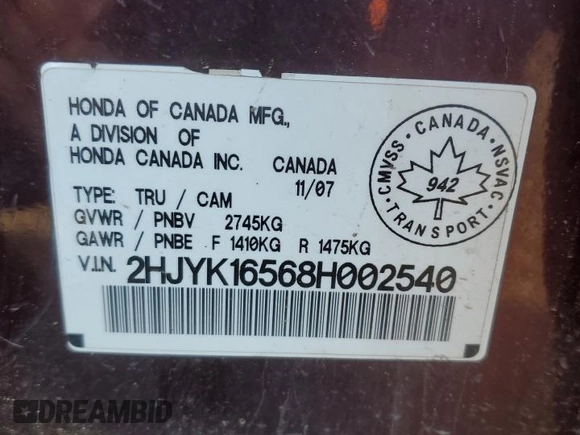 HONDA OF CANADA MFG.,
A DIVISION OF
HONDA CANADA INC. CANADA
11/07
TYPE: TRU / CAM
GVWR / PNBV 2745KG
GAWR / PNBE F 1410KG R 1475KG
V.I.N. 2HJYK16568H002540
CMVSS · CANADA · NSVAC
942
TRANSPORT
DREAMBID